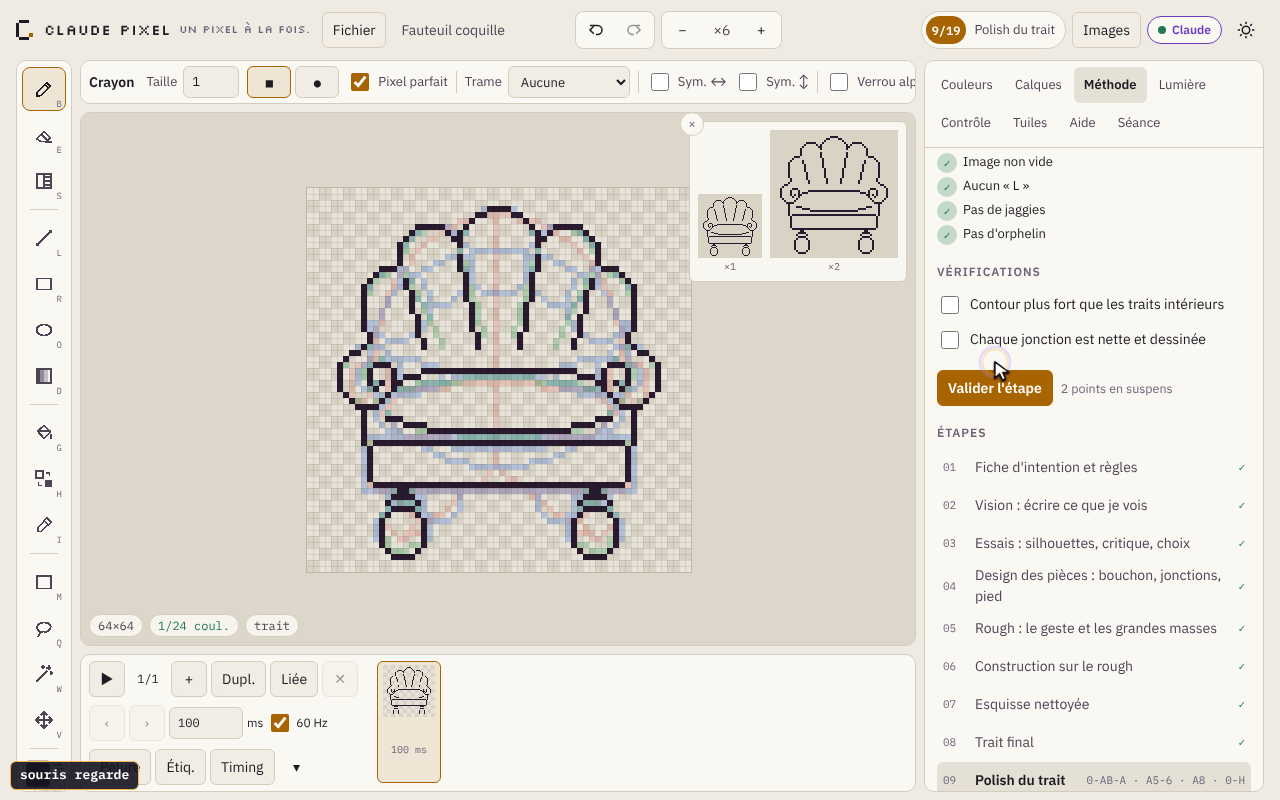 CLAUDE PIXEL UN PIXEL À LA FOIS. Fichier Fauteuil coquille − ×6 + 9/19 Polish du trait Images Claude
Crayon Taille 1 Pixel parfait Trame Aucune Sym. ↔ Sym. ↕ Verrou alp
B
E
S
L
R
O
D
G
H
I
M
Q
W
V
×
×1 ×2
64×64 1/24 coul. trait
1/1 + Dupl. Liée ×
‹ › 100 ms 60 Hz
Étiq. Timing ▼
100 ms
souris regarde
Couleurs Calques Méthode Lumière
Contrôle Tuiles Aide Séance
✓ Image non vide
✓ Aucun « L »
✓ Pas de jaggies
✓ Pas d'orphelin
VÉRIFICATIONS
Contour plus fort que les traits intérieurs
Chaque jonction est nette et dessinée
Valider l'étape 2 points en suspens
ÉTAPES
01 Fiche d'intention et règles ✓
02 Vision : écrire ce que je vois ✓
03 Essais : silhouettes, critique, choix ✓
04 Design des pièces : bouchon, jonctions, pied ✓
05 Rough : le geste et les grandes masses ✓
06 Construction sur le rough ✓
07 Esquisse nettoyée ✓
08 Trait final ✓
09 Polish du trait 0-AB-A · A5-6 · A8 · 0-H